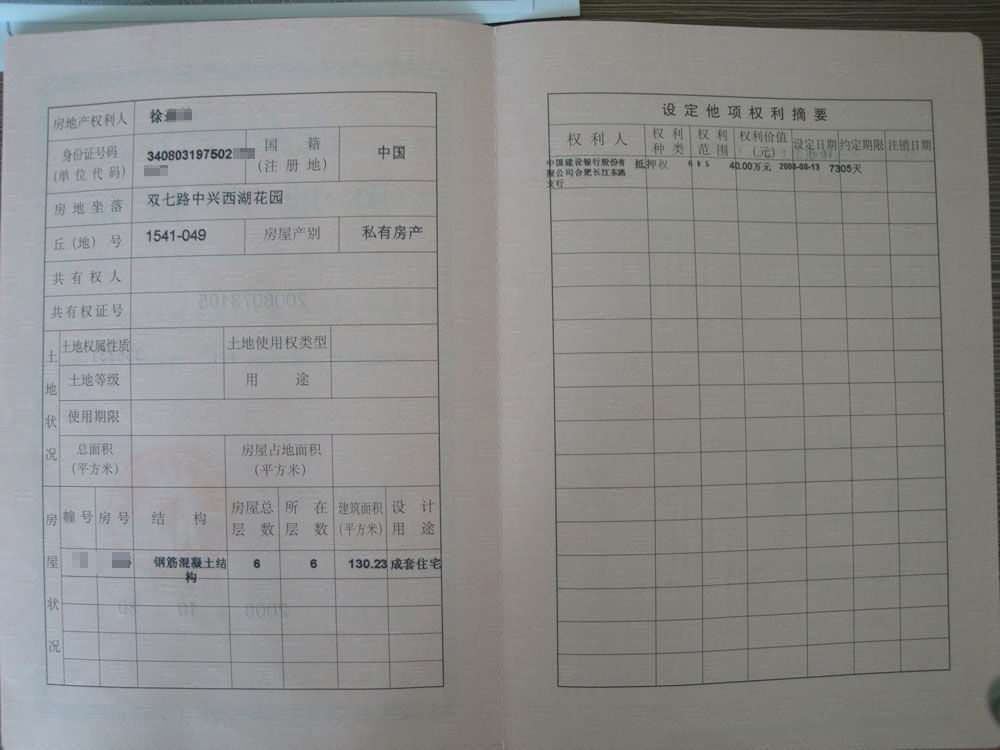 房地产权利人 徐
身份证号码
(单位代码) 340803197502 国籍
(注册地) 中国
房地坐落 双七路中兴西湖花园
丘(地)号 1541-049 房屋产别 私有房产
共有权人
共有权证号
土地状况 土地权属性质 土地使用权类型
土地等级 用途
使用期限
总面积
(平方米) 房屋占地面积
(平方米)
房屋状况 幢号 房号 结构 房屋总
层数 所在
层数 建筑面积
(平方米) 设计
用途
钢筋混凝土结
构 6 6 130.23 成套住宅
设定他项权利摘要
权利人 权利
种类 权利
范围 权利价值
(元) 设定日期 约定期限 注销日期
中国建设银行股份有
限公司合肥长江东路
支行 抵押权 40.00万元 2008-08-13 7305天